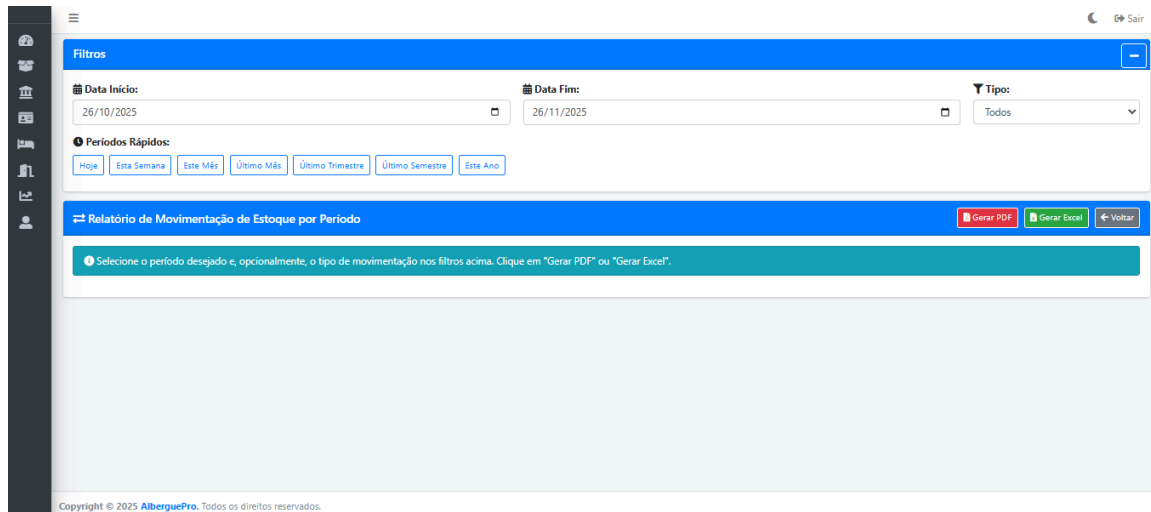 Sair
Filtros
Data Início:
Data Fim:
Tipo:
26/10/2025
26/11/2025
Todos
Períodos Rápidos:
Hoje
Esta Semana
Este Mês
Último Mês
Último Trimestre
Último Semestre
Este Ano
Relatório de Movimentação de Estoque por Período
Gerar PDF
Gerar Excel
Voltar
Selecione o período desejado e, opcionalmente, o tipo de movimentação nos filtros acima. Clique em "Gerar PDF" ou "Gerar Excel".
Copyright © 2025 AlberguePro. Todos os direitos reservados.